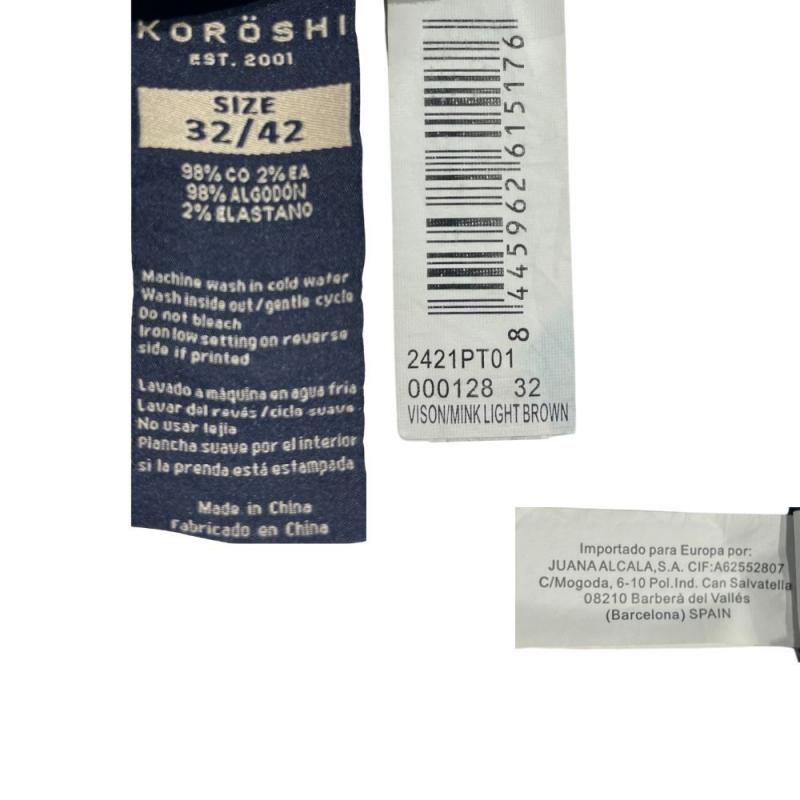 KORÖSHI
EST. 2001
SIZE
32/42
98% CO 2% EA
98% ALGODÓN
2% ELASTANO
Machine wash in cold water
Wash inside out/gentle cycle
Do not bleach
Iron low setting on reverse
side if printed
Lavado a máquina en agua fria
Lavar del revés/ciclo suave
No usar lejía
Plancha suave por el interior
si la prenda está estampada
Made in China
Fabricado en China
8 445962 615176
2421PT01
000128 32
VISON/MINK LIGHT BROWN
Importado para Europa por:
JUANA ALCALA,S.A. CIF:A62552807
C/Mogoda, 6-10 Pol.Ind. Can Salvatella
08210 Barberà del Vallés
(Barcelona) SPAIN